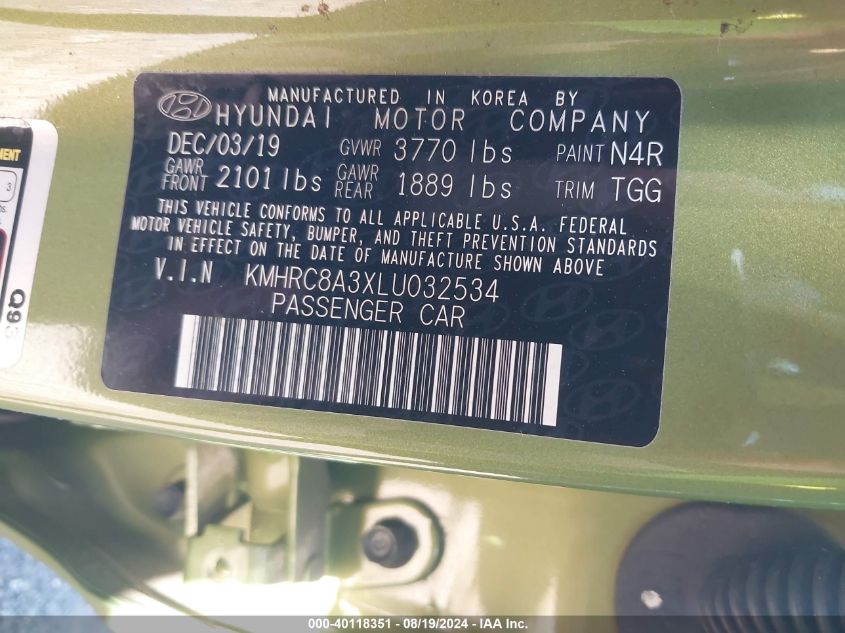 MANUFACTURED IN KOREA BY
HYUNDAI MOTOR COMPANY
DEC/03/19 GVWR 3770 lbs PAINT N4R
GAWR FRONT 2101 lbs GAWR REAR 1889 lbs TRIM TGG
THIS VEHICLE CONFORMS TO ALL APPLICABLE U.S.A. FEDERAL
MOTOR VEHICLE SAFETY, BUMPER, AND THEFT PREVENTION STANDARDS
IN EFFECT ON THE DATE OF MANUFACTURE SHOWN ABOVE
V.I.N KMHRC8A3XLU032534
PASSENGER CAR
3
000-40118351 - 08/19/2024 - IAA Inc.